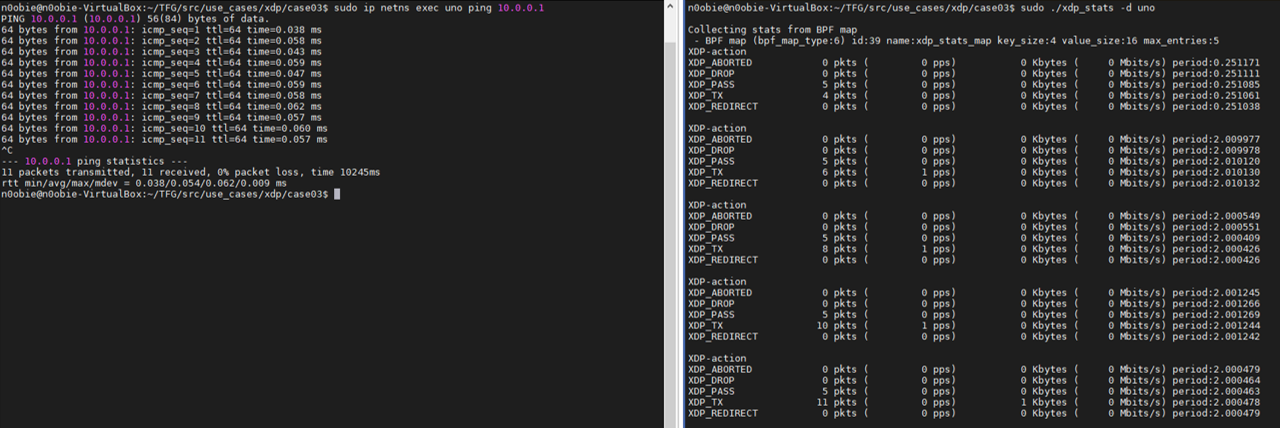 n0obie@n0obie-VirtualBox:~/TFG/src/use_cases/xdp/case03$ sudo ip netns exec uno ping 10.0.0.1
PING 10.0.0.1 (10.0.0.1) 56(84) bytes of data.
64 bytes from 10.0.0.1: icmp_seq=1 ttl=64 time=0.038 ms
64 bytes from 10.0.0.1: icmp_seq=2 ttl=64 time=0.058 ms
64 bytes from 10.0.0.1: icmp_seq=3 ttl=64 time=0.043 ms
64 bytes from 10.0.0.1: icmp_seq=4 ttl=64 time=0.059 ms
64 bytes from 10.0.0.1: icmp_seq=5 ttl=64 time=0.047 ms
64 bytes from 10.0.0.1: icmp_seq=6 ttl=64 time=0.059 ms
64 bytes from 10.0.0.1: icmp_seq=7 ttl=64 time=0.058 ms
64 bytes from 10.0.0.1: icmp_seq=8 ttl=64 time=0.062 ms
64 bytes from 10.0.0.1: icmp_seq=9 ttl=64 time=0.057 ms
64 bytes from 10.0.0.1: icmp_seq=10 ttl=64 time=0.060 ms
64 bytes from 10.0.0.1: icmp_seq=11 ttl=64 time=0.057 ms
^C
--- 10.0.0.1 ping statistics ---
11 packets transmitted, 11 received, 0% packet loss, time 10245ms
rtt min/avg/max/mdev = 0.038/0.054/0.062/0.009 ms
n0obie@n0obie-VirtualBox:~/TFG/src/use_cases/xdp/case03$
n0obie@n0obie-VirtualBox:~/TFG/src/use_cases/xdp/case03$ sudo ./xdp_stats -d uno
Collecting stats from BPF map
- BPF map (bpf_map_type:6) id:39 name:xdp_stats_map key_size:4 value_size:16 max_entries:5
XDP-action
XDP_ABORTED 0 pkts ( 0 pps) 0 Kbytes ( 0 Mbits/s) period:0.251171
XDP_DROP 0 pkts ( 0 pps) 0 Kbytes ( 0 Mbits/s) period:0.251111
XDP_PASS 5 pkts ( 0 pps) 0 Kbytes ( 0 Mbits/s) period:0.251085
XDP_TX 4 pkts ( 0 pps) 0 Kbytes ( 0 Mbits/s) period:0.251061
XDP_REDIRECT 0 pkts ( 0 pps) 0 Kbytes ( 0 Mbits/s) period:0.251038
XDP-action
XDP_ABORTED 0 pkts ( 0 pps) 0 Kbytes ( 0 Mbits/s) period:2.009977
XDP_DROP 0 pkts ( 0 pps) 0 Kbytes ( 0 Mbits/s) period:2.009978
XDP_PASS 5 pkts ( 0 pps) 0 Kbytes ( 0 Mbits/s) period:2.010120
XDP_TX 6 pkts ( 1 pps) 0 Kbytes ( 0 Mbits/s) period:2.010130
XDP_REDIRECT 0 pkts ( 0 pps) 0 Kbytes ( 0 Mbits/s) period:2.010132
XDP-action
XDP_ABORTED 0 pkts ( 0 pps) 0 Kbytes ( 0 Mbits/s) period:2.000549
XDP_DROP 0 pkts ( 0 pps) 0 Kbytes ( 0 Mbits/s) period:2.000551
XDP_PASS 5 pkts ( 0 pps) 0 Kbytes ( 0 Mbits/s) period:2.000409
XDP_TX 8 pkts ( 1 pps) 0 Kbytes ( 0 Mbits/s) period:2.000426
XDP_REDIRECT 0 pkts ( 0 pps) 0 Kbytes ( 0 Mbits/s) period:2.000426
XDP-action
XDP_ABORTED 0 pkts ( 0 pps) 0 Kbytes ( 0 Mbits/s) period:2.001245
XDP_DROP 0 pkts ( 0 pps) 0 Kbytes ( 0 Mbits/s) period:2.001266
XDP_PASS 5 pkts ( 0 pps) 0 Kbytes ( 0 Mbits/s) period:2.001269
XDP_TX 10 pkts ( 1 pps) 0 Kbytes ( 0 Mbits/s) period:2.001244
XDP_REDIRECT 0 pkts ( 0 pps) 0 Kbytes ( 0 Mbits/s) period:2.001242
XDP-action
XDP_ABORTED 0 pkts ( 0 pps) 0 Kbytes ( 0 Mbits/s) period:2.000479
XDP_DROP 0 pkts ( 0 pps) 0 Kbytes ( 0 Mbits/s) period:2.000464
XDP_PASS 5 pkts ( 0 pps) 0 Kbytes ( 0 Mbits/s) period:2.000463
XDP_TX 11 pkts ( 0 pps) 1 Kbytes ( 0 Mbits/s) period:2.000478
XDP_REDIRECT 0 pkts ( 0 pps) 0 Kbytes ( 0 Mbits/s) period:2.000479